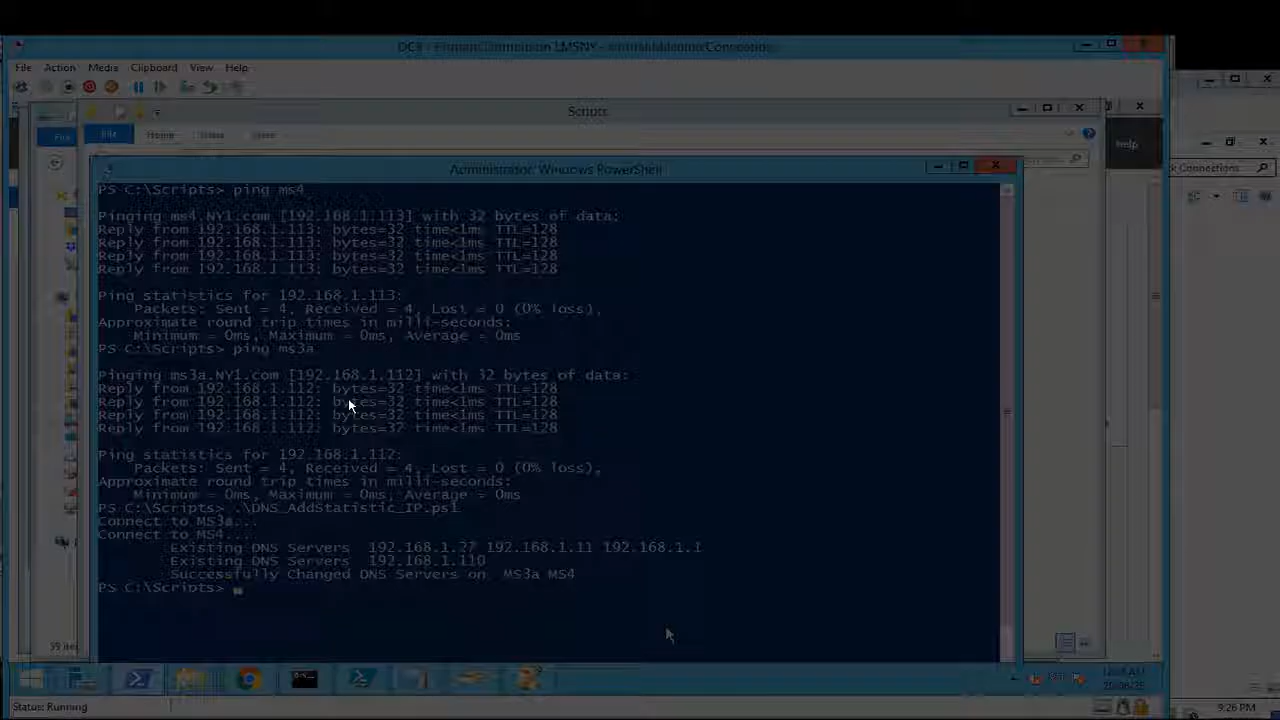 File Action Media Clipboard View Help
Scripts
File Home Share View
Help
Administrator: Windows PowerShell
k Connections
PS C:\Scripts> ping ms4
Pinging ms4.NY1.com [192.168.1.113] with 32 bytes of data:
Reply from 192.168.1.113: bytes=32 time<1ms TTL=128
Reply from 192.168.1.113: bytes=32 time<1ms TTL=128
Reply from 192.168.1.113: bytes=32 time<1ms TTL=128
Reply from 192.168.1.113: bytes=32 time<1ms TTL=128
Ping statistics for 192.168.1.113:
Packets: Sent = 4, Received = 4, Lost = 0 (0% loss),
Approximate round trip times in milli-seconds:
Minimum = 0ms, Maximum = 0ms, Average = 0ms
PS C:\Scripts> ping ms3a
Pinging ms3a.NY1.com [192.168.1.112] with 32 bytes of data:
Reply from 192.168.1.112: bytes=32 time<1ms TTL=128
Reply from 192.168.1.112: bytes=32 time<1ms TTL=128
Reply from 192.168.1.112: bytes=32 time<1ms TTL=128
Reply from 192.168.1.112: bytes=32 time<1ms TTL=128
Ping statistics for 192.168.1.112:
Packets: Sent = 4, Received = 4, Lost = 0 (0% loss),
Approximate round trip times in milli-seconds:
Minimum = 0ms, Maximum = 0ms, Average = 0ms
PS C:\Scripts> .\DNS_AddStatistic_IP.ps1
Connect to MS3a...
Connect to MS4...
Existing DNS Servers 192.168.1.27 192.168.1.11 192.168.1.1
Existing DNS Servers 192.168.1.110
Successfully Changed DNS Servers on MS3a MS4
PS C:\Scripts>
Status: Running
9:26 PM